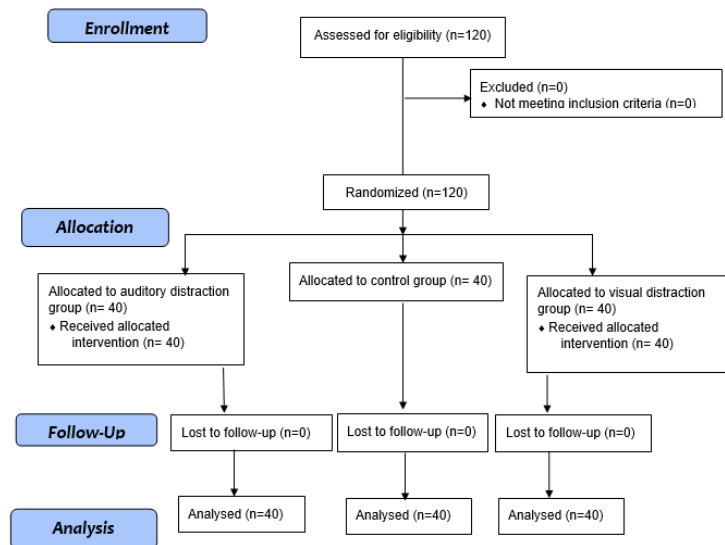 Enrollment
Assessed for eligibility (n=120)
Excluded (n=0)
♦ Not meeting inclusion criteria (n=0)
Randomized (n=120)
Allocation
Allocated to auditory distraction
group (n= 40)
♦ Received allocated
intervention (n= 40)
Allocated to control group (n= 40)
Allocated to visual distraction
group (n= 40)
♦ Received allocated
intervention (n= 40)
Follow-Up
Lost to follow-up (n=0)
Lost to follow-up (n=0)
Lost to follow-up (n=0)
Analysis
Analysed (n=40)
Analysed (n=40)
Analysed (n=40)